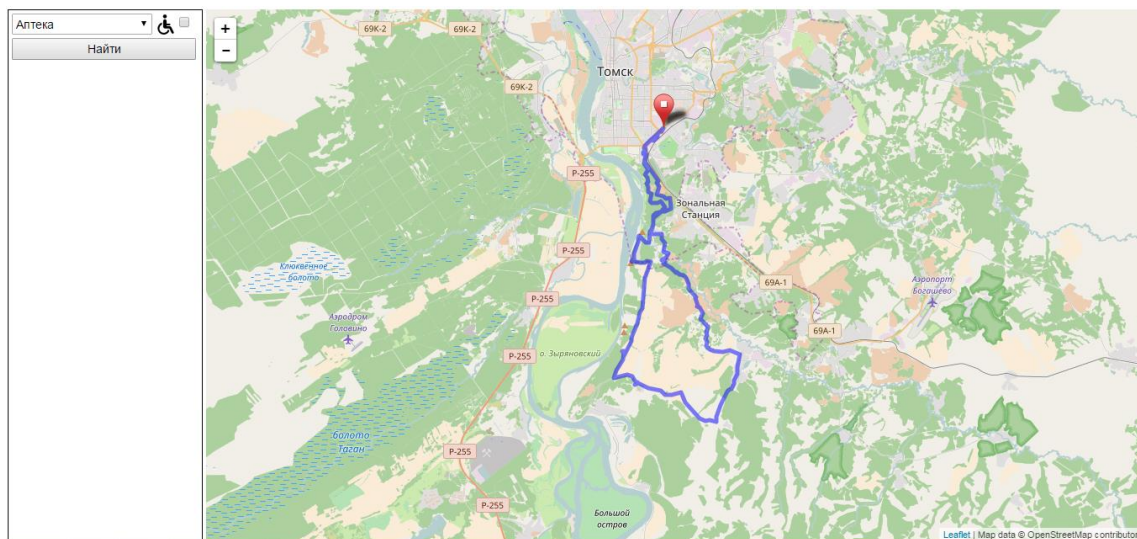 Аптека
Найти
+
−
69К-2
69К-2
69К-2
Томск
Р-255
Зональная
Станция
Р-255
Клюквенное
болото
69А-1
Аэропорт
Богашёво
Р-255
Аэродром
Головино
69А-1
Р-255
о. Зыряновский
болото
Таган
Р-255
Р-255
Большой
остров
Leaflet | Map data © OpenStreetMap contributors